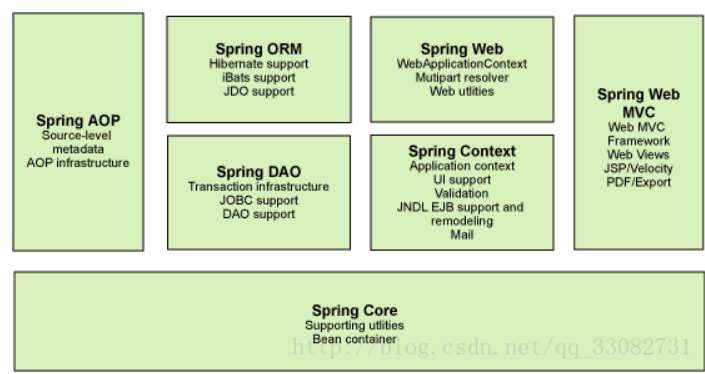 Spring AOP
Source-level
metadata
AOP infrastructure
Spring ORM
Hibernate support
iBats support
JDO support
Spring DAO
Transaction infrastructure
JOBC support
DAO support
Spring Web
WebApplicationContext
Mutipart resolver
Web utlities
Spring Context
Application context
UI support
Validation
JNDL EJB support and
remodeling
Mail
Spring Web
MVC
Web MVC
Framework
Web Views
JSP/Velocity
PDF/Export
Spring Core
Supporting utlities
Bean container
http://blog.csdn.net/qq_33082731